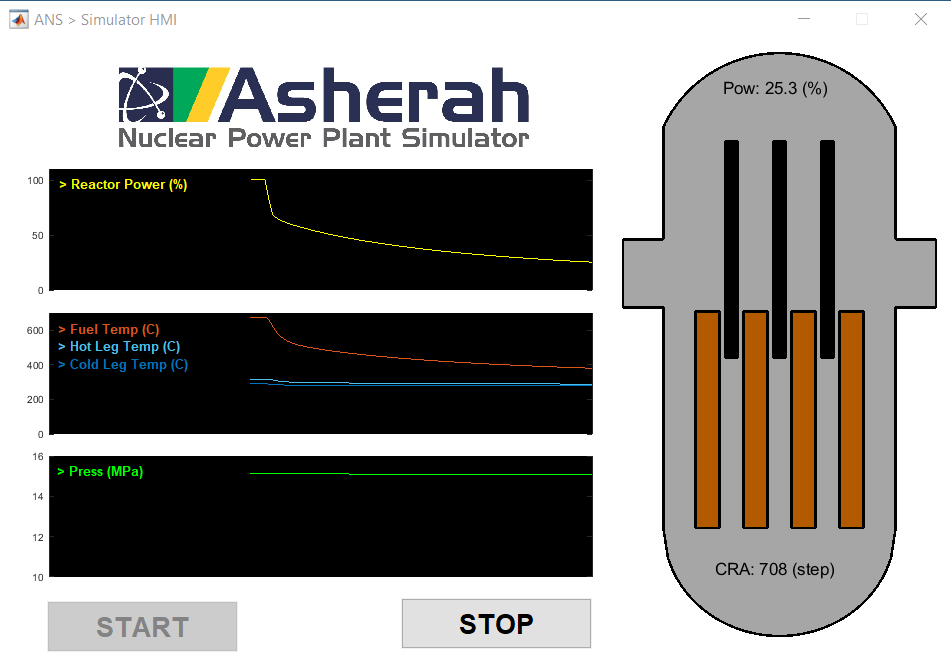 ANS > Simulator HMI
Asherah
Nuclear Power Plant Simulator
100
50
0
> Reactor Power (%)
600
400
200
0
> Fuel Temp (C)
> Hot Leg Temp (C)
> Cold Leg Temp (C)
16
14
12
10
> Press (MPa)
START
STOP
Pow: 25.3 (%)
CRA: 708 (step)